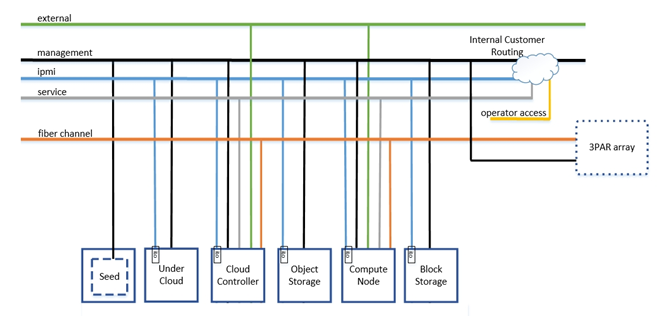 external
Internal Customer
Routing
management
ipmi
service
operator access
fiber channel
3PAR array
Seed
Under
Cloud
Cloud
Controller
Object
Storage
Compute
Node
Block
Storage